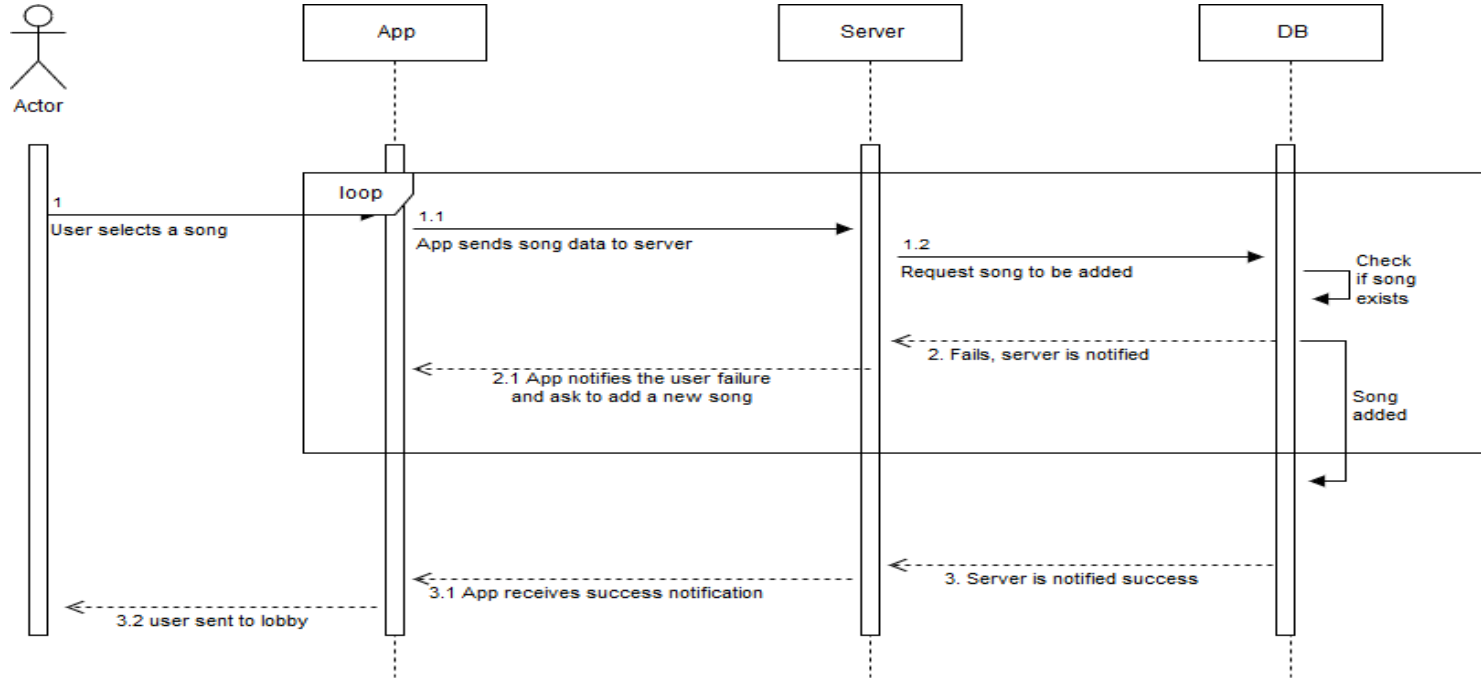 App
Server
DB
Actor
loop
1
User selects a song
1.1
App sends song data to server
1.2
Request song to be added
Check
if song
exists
2. Fails, server is notified
2.1 App notifies the user failure
and ask to add a new song
Song
added
3. Server is notified success
3.1 App receives success notification
3.2 user sent to lobby